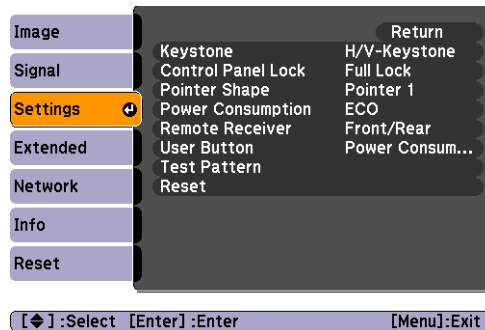 Image
Signal
Settings
Extended
Network
Info
Reset
Return
Keystone H/V-Keystone
Control Panel Lock Full Lock
Pointer Shape Pointer 1
Power Consumption ECO
Remote Receiver Front/Rear
User Button Power Consum...
Test Pattern
Reset
[ ] :Select [Enter] :Enter [Menu]:Exit